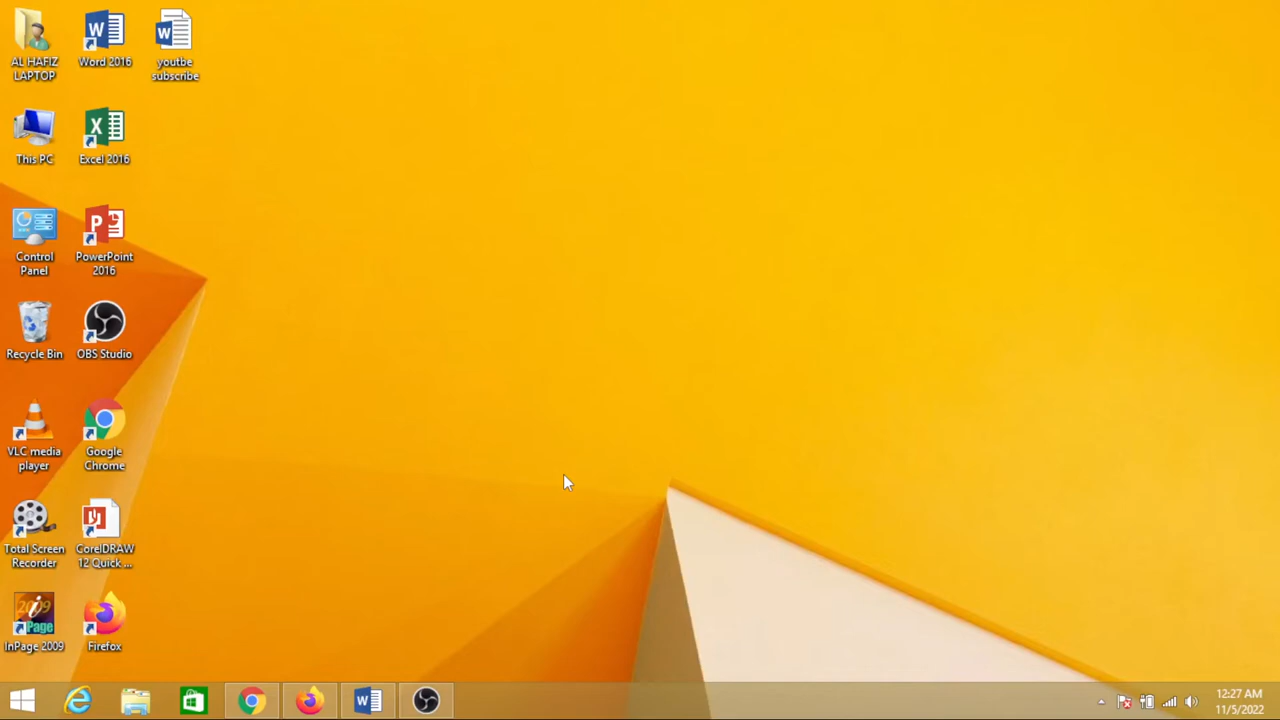 AL HAFIZ
LAPTOP
Word 2016
youtbe
subscribe
This PC
Excel 2016
Control
Panel
PowerPoint
2016
Recycle Bin
OBS Studio
VLC media
player
Google
Chrome
Total Screen
Recorder
CorelDRAW
12 Quick ...
2009
Page
InPage 2009
Firefox
12:27 AM
11/5/2022